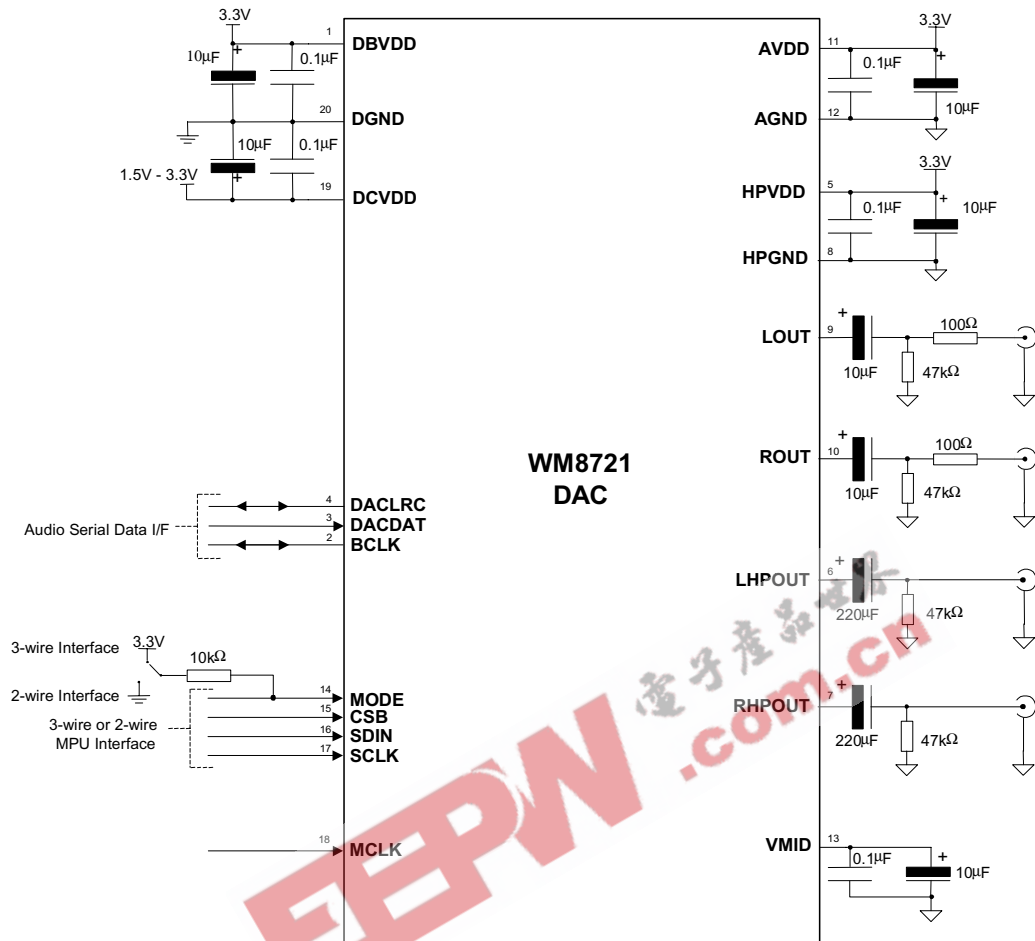 3.3V
1
DBVDD
10µF
+
0.1µF
20
DGND
10µF
0.1µF
1.5V - 3.3V
+
19
DCVDD
3.3V
11
AVDD
0.1µF
+
10µF
12
AGND
3.3V
5
HPVDD
0.1µF
+
10µF
8
HPGND
+
9
LOUT
100Ω
10µF
47kΩ
+
10
ROUT
100Ω
10µF
47kΩ
WM8721
DAC
4
DACLRC
Audio Serial Data I/F
3
DACDAT
2
BCLK
+
6
LHPOUT
220µF
47kΩ
3-wire Interface
3.3V
10kΩ
2-wire Interface
14
MODE
15
CSB
3-wire or 2-wire
MPU Interface
16
SDIN
17
SCLK
+
7
RHPOUT
220µF
47kΩ
18
MCLK
13
VMID
0.1µF
+
10µF
電子產品世界
EEPW
.com.cn